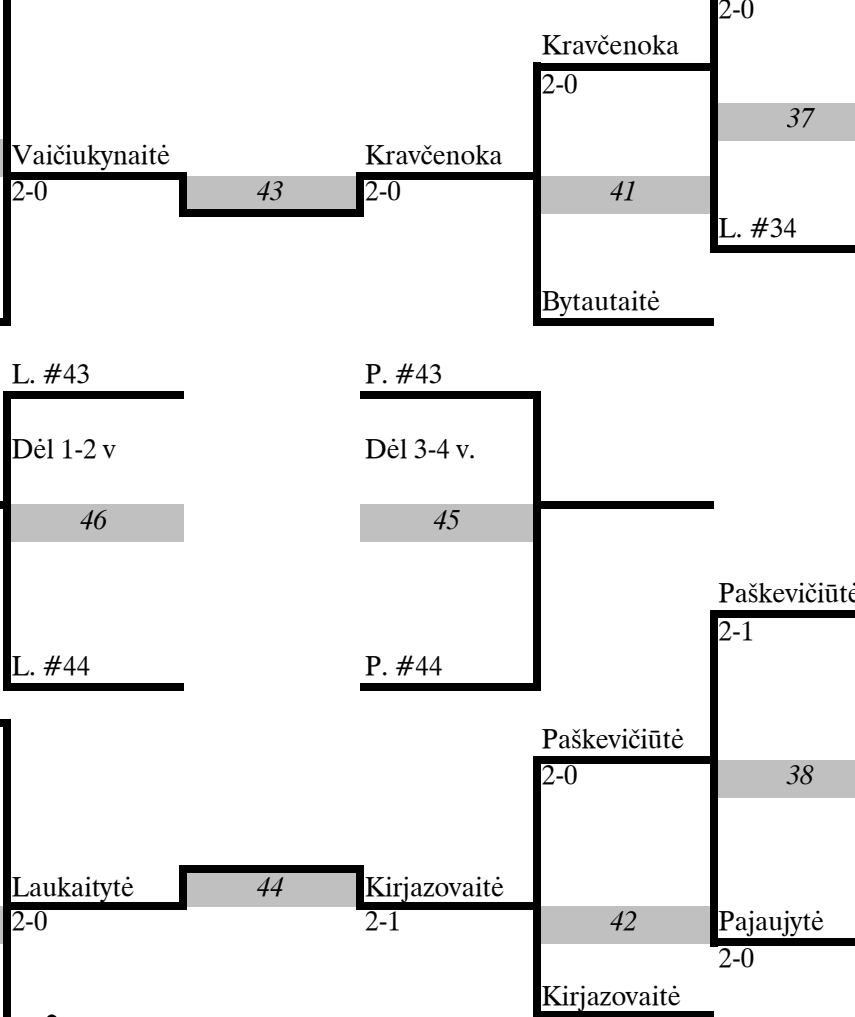 2-0
Kravčenoka
2-0
37
Vaičiukynaitė
Kravčenoka
2-0
43
2-0
41
L. #34
Bytautaitė
L. #43
P. #43
Dėl 1-2 v
Dėl 3-4 v.
46
45
Paškevičiūtė
2-1
L. #44
P. #44
Paškevičiūtė
2-0
38
Laukaitytė
44
Kirjazovaitė
2-0
2-1
42
Pajaujytė
2-0
Kirjazovaitė